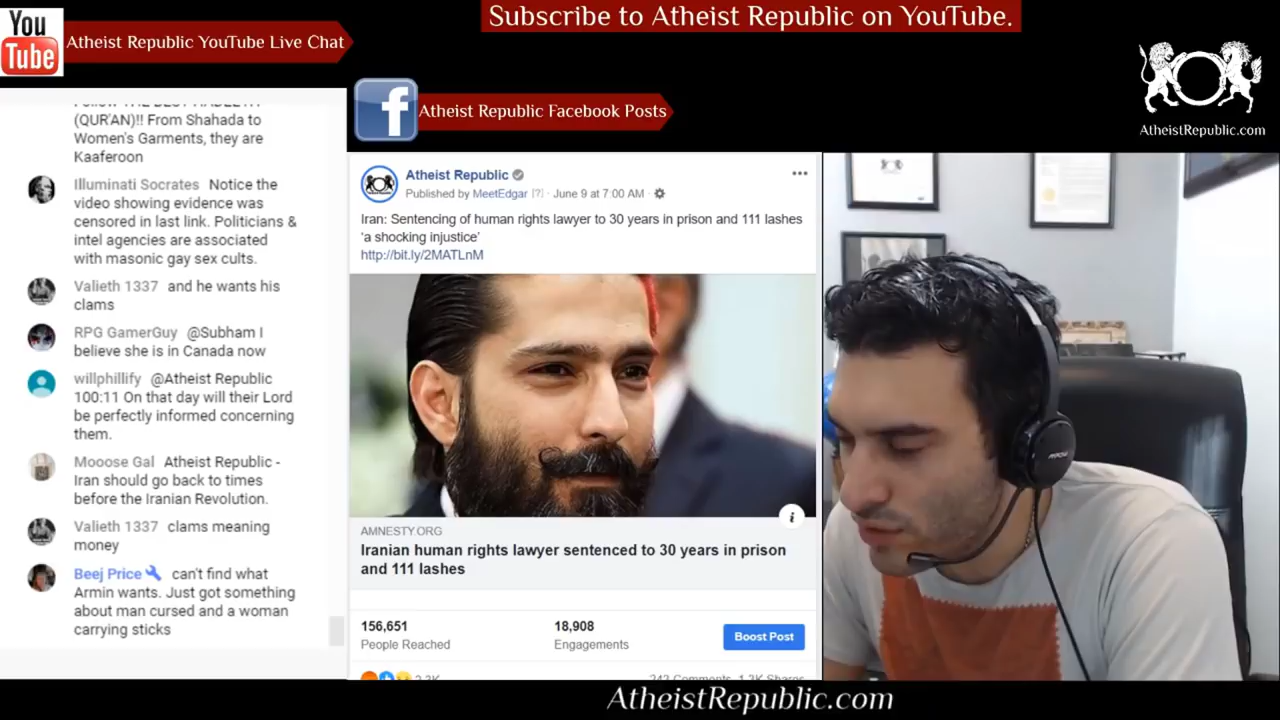 Subscribe to Atheist Republic on YouTube.
You
Tube
Atheist Republic YouTube Live Chat
AtheistRepublic.com
Atheist Republic Facebook Posts
(QUR'AN)!! From Shahada to
Women's Garments, they are
Kaaferoon
Illuminati Socrates Notice the
video showing evidence was
censored in last link. Politicians &
intel agencies are associated
with masonic gay sex cults.
Valieth 1337 and he wants his
clams
RPG GamerGuy @Subham I
believe she is in Canada now
willphillify @Atheist Republic
100:11 On that day will their Lord
be perfectly informed concerning
them.
Mooose Gal Atheist Republic -
Iran should go back to times
before the Iranian Revolution.
Valieth 1337 clams meaning
money
Beej Price can't find what
Armin wants. Just got something
about man cursed and a woman
carrying sticks
Atheist Republic
Published by MeetEdgar [?] · June 9 at 7:00 AM ·
Iran: Sentencing of human rights lawyer to 30 years in prison and 111 lashes
‘a shocking injustice’
http://bit.ly/2MATLnM
AMNESTY.ORG
Iranian human rights lawyer sentenced to 30 years in prison
and 111 lashes
156,651
People Reached
18,908
Engagements
Boost Post
AtheistRepublic.com